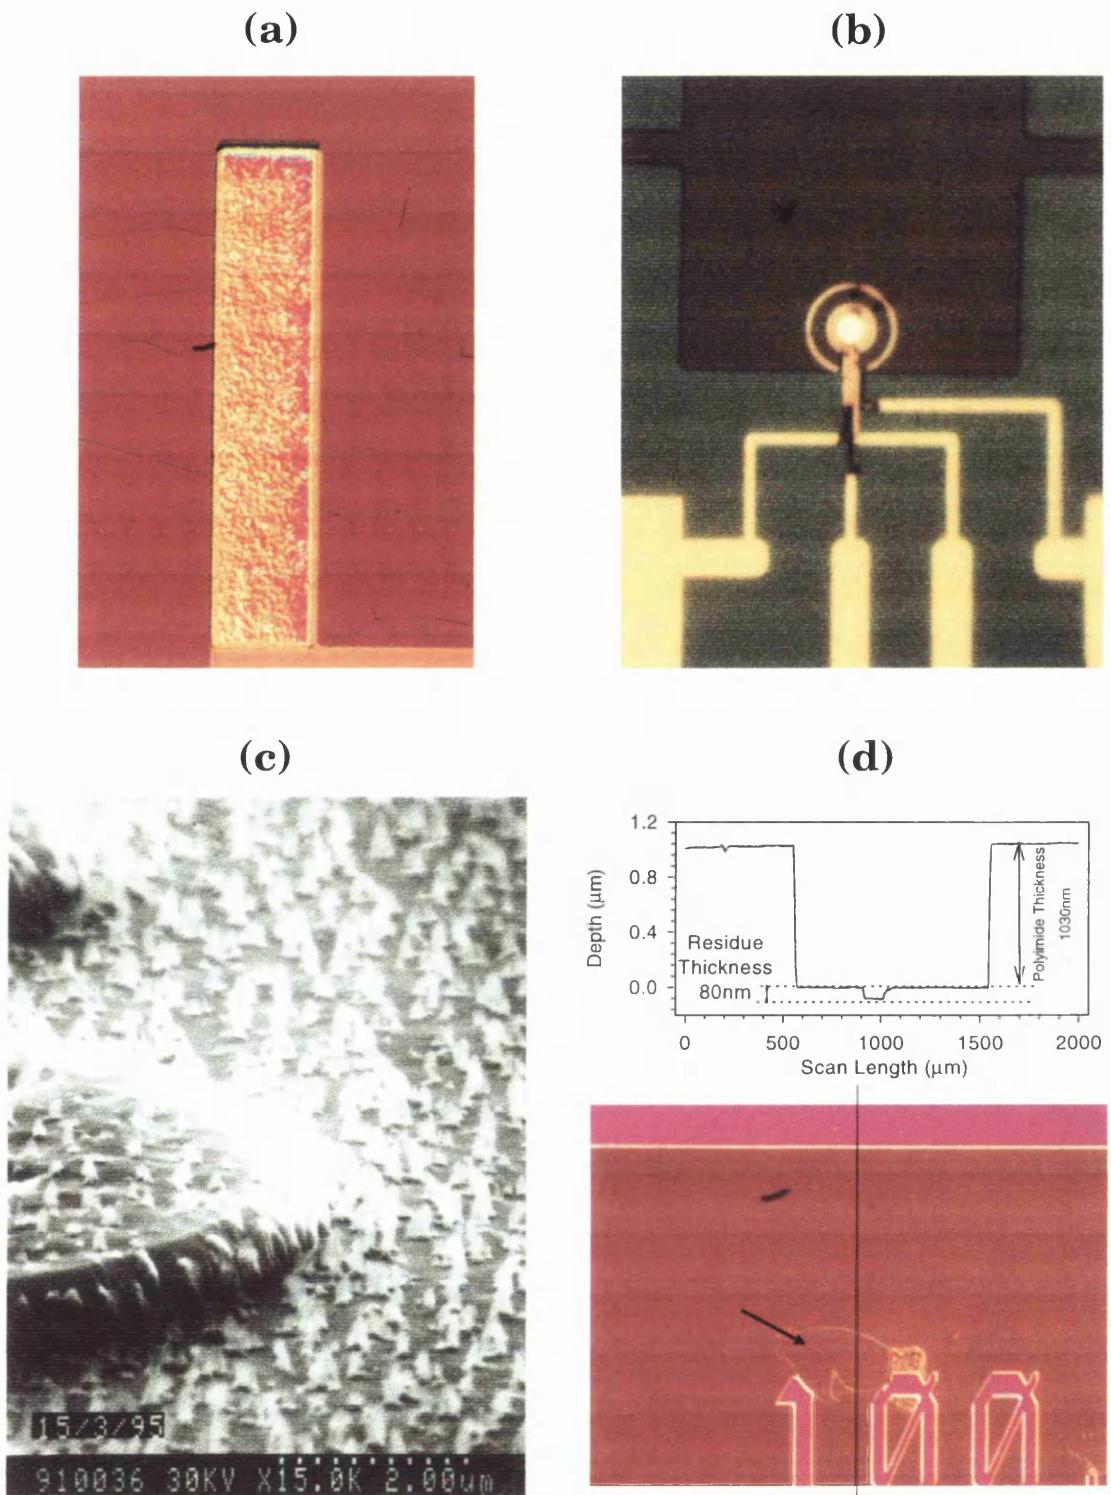 (a)
(b)
(c)
(d)
15/3/95
910036 30KV X15.0K 2.00um
1.2
0.8
0.4
0.0
Depth (μm)
Residue
Thickness
80nm
Polyimide Thickness
1030nm
0 500 1000 1500 2000
Scan Length (μm)
100